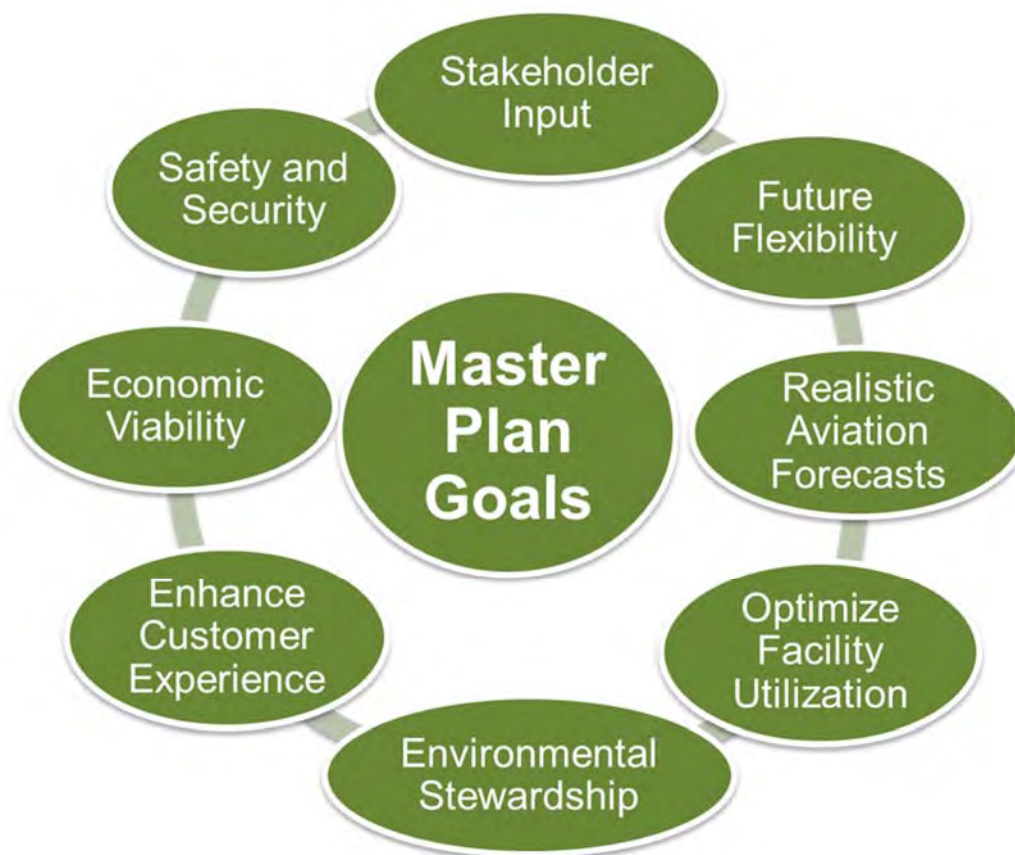 Stakeholder
Input
Future
Flexibility
Realistic
Aviation
Forecasts
Optimize
Facility
Utilization
Environmental
Stewardship
Enhance
Customer
Experience
Economic
Viability
Safety and
Security
Master
Plan
Goals